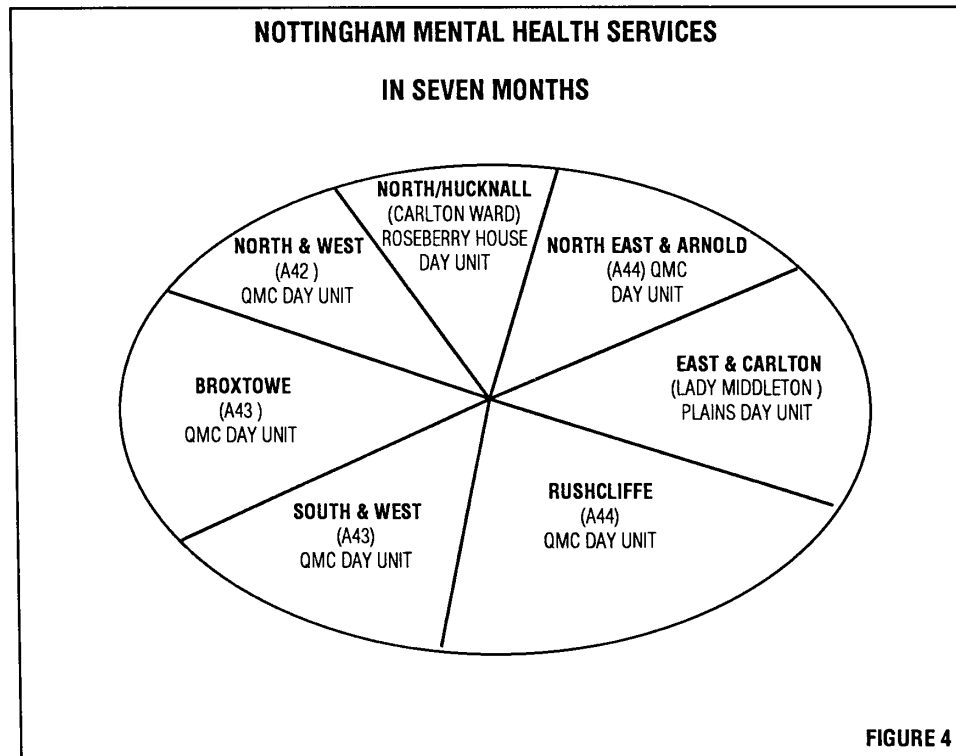 NOTTINGHAM MENTAL HEALTH SERVICES
IN SEVEN MONTHS
NORTH/HUCKNALL
(CARLTON WARD)
ROSEBERRY HOUSE
DAY UNIT
NORTH & WEST
(A42 )
QMC DAY UNIT
NORTH EAST & ARNOLD
(A44) QMC
DAY UNIT
BROXTOWE
(A43 )
QMC DAY UNIT
EAST & CARLTON
(LADY MIDDLETON )
PLAINS DAY UNIT
SOUTH & WEST
(A43)
QMC DAY UNIT
RUSHCLIFFE
(A44)
QMC DAY UNIT
FIGURE 4